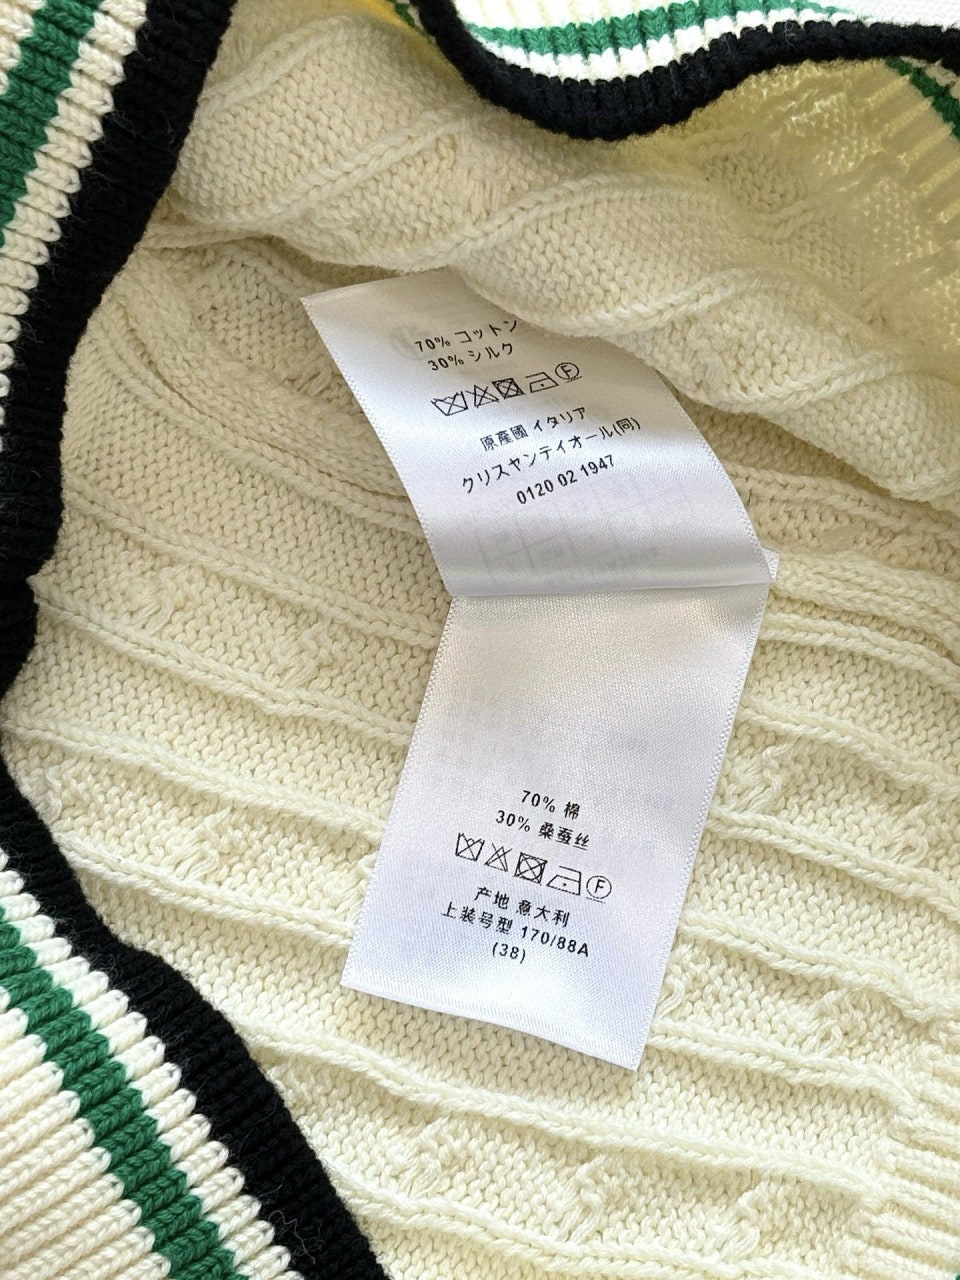 70% コットン
30% シルク
F
原産國 イタリア
クリスヤンディオール(同)
0120 02 1947
70% 棉
30% 桑蚕丝
F
产地 意大利
上装号型 170/88A
(38)